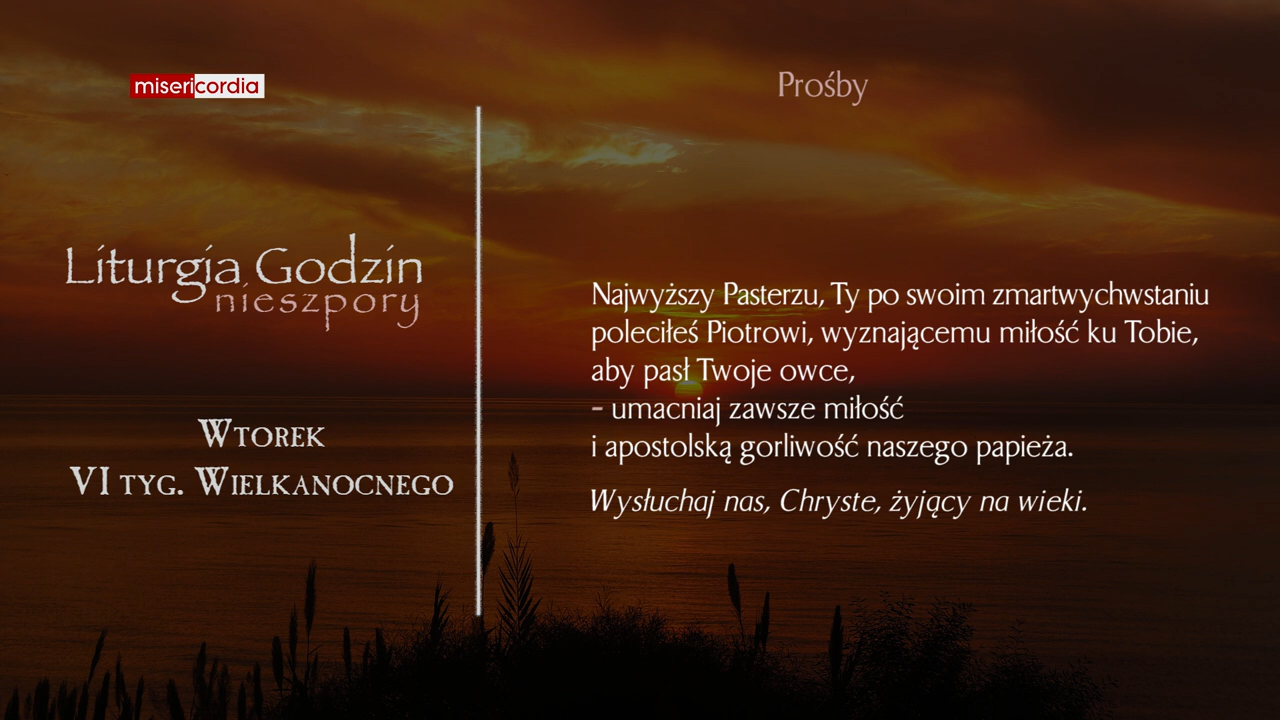 misericordia
Liturgia Godzin
nieszpory
Wtorek
VI tyg. Wielkanocnego
Prośby
Najwyższy Pasterzu, Ty po swoim zmartwychwstaniu
poleciłeś Piotrowi, wyznającemu miłość ku Tobie,
aby pasł Twoje owce,
- umacniaj zawsze miłość
i apostolską gorliwość naszego papieża.
Wysłuchaj nas, Chryste, żyjący na wieki.